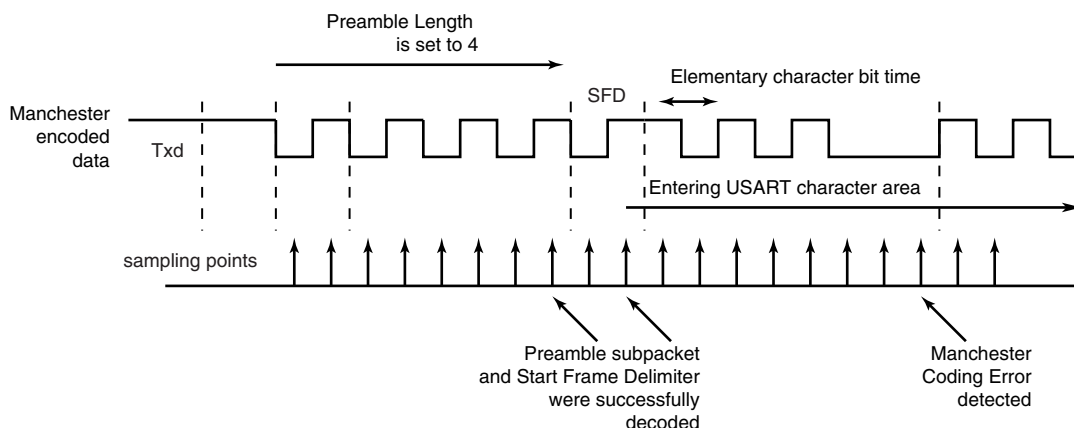 Preamble Length
is set to 4
SFD
Elementary character bit time
Manchester
encoded
data
Txd
Entering USART character area
sampling points
Preamble subpacket
and Start Frame Delimiter
were successfully
decoded
Manchester
Coding Error
detected